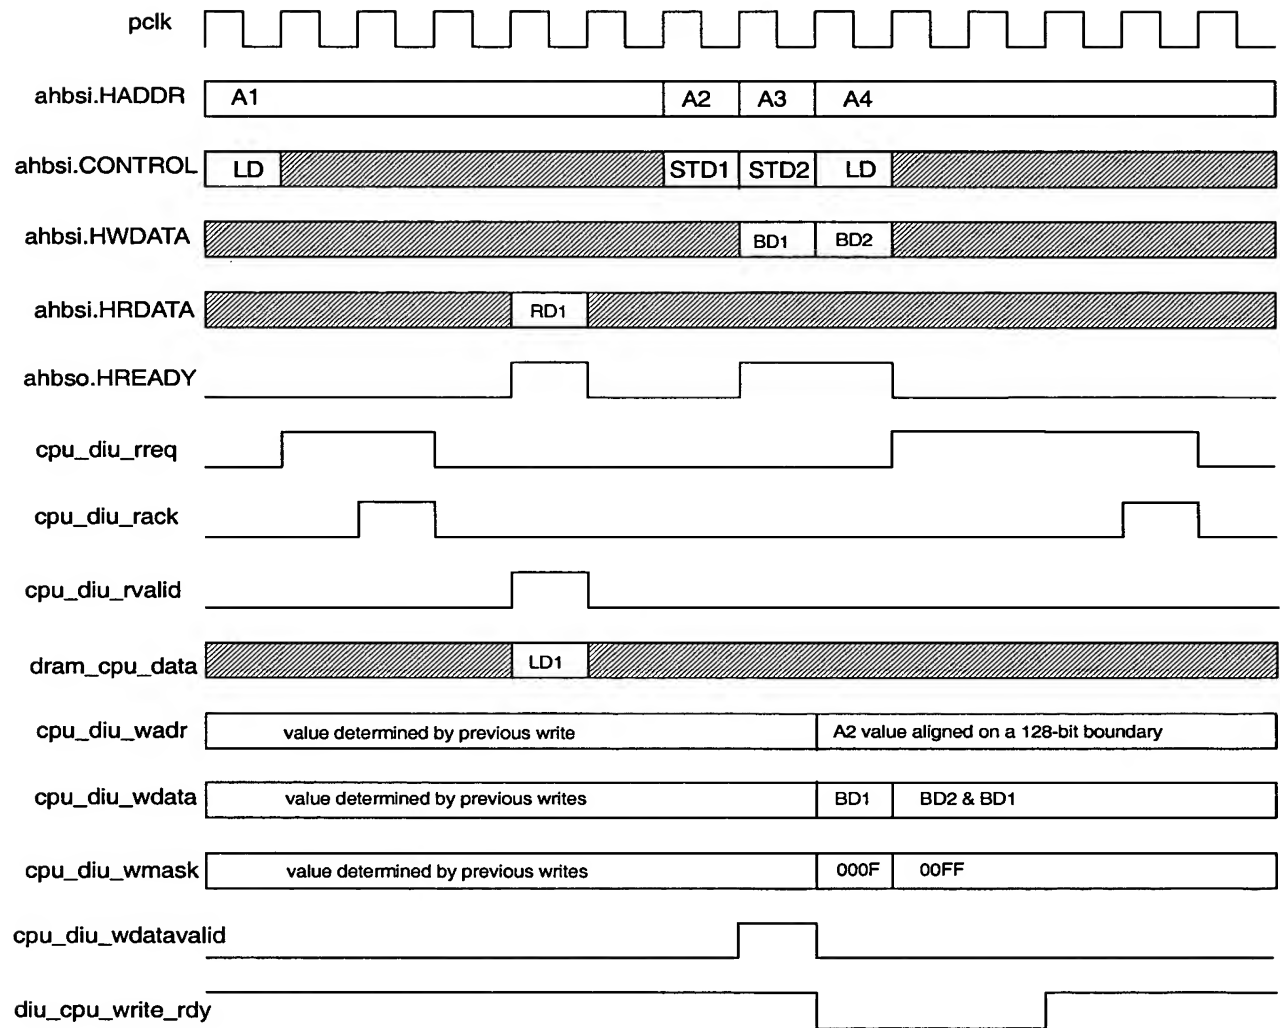 pclk
ahbsi.HADDR A1 A2 A3 A4
ahbsi.CONTROL LD STD1 STD2 LD
ahbsi.HWDATA BD1 BD2
ahbsi.HRDATA RD1
ahbso.HREADY
cpu_diu_rreq
cpu_diu_rack
cpu_diu_rvalid
dram_cpu_data LD1
cpu_diu_wadr value determined by previous write A2 value aligned on a 128-bit boundary
cpu_diu_wdata value determined by previous writes BD1 BD2 & BD1
cpu_diu_wmask value determined by previous writes 000F 00FF
cpu_diu_wdatavalid
diu_cpu_write_rdy